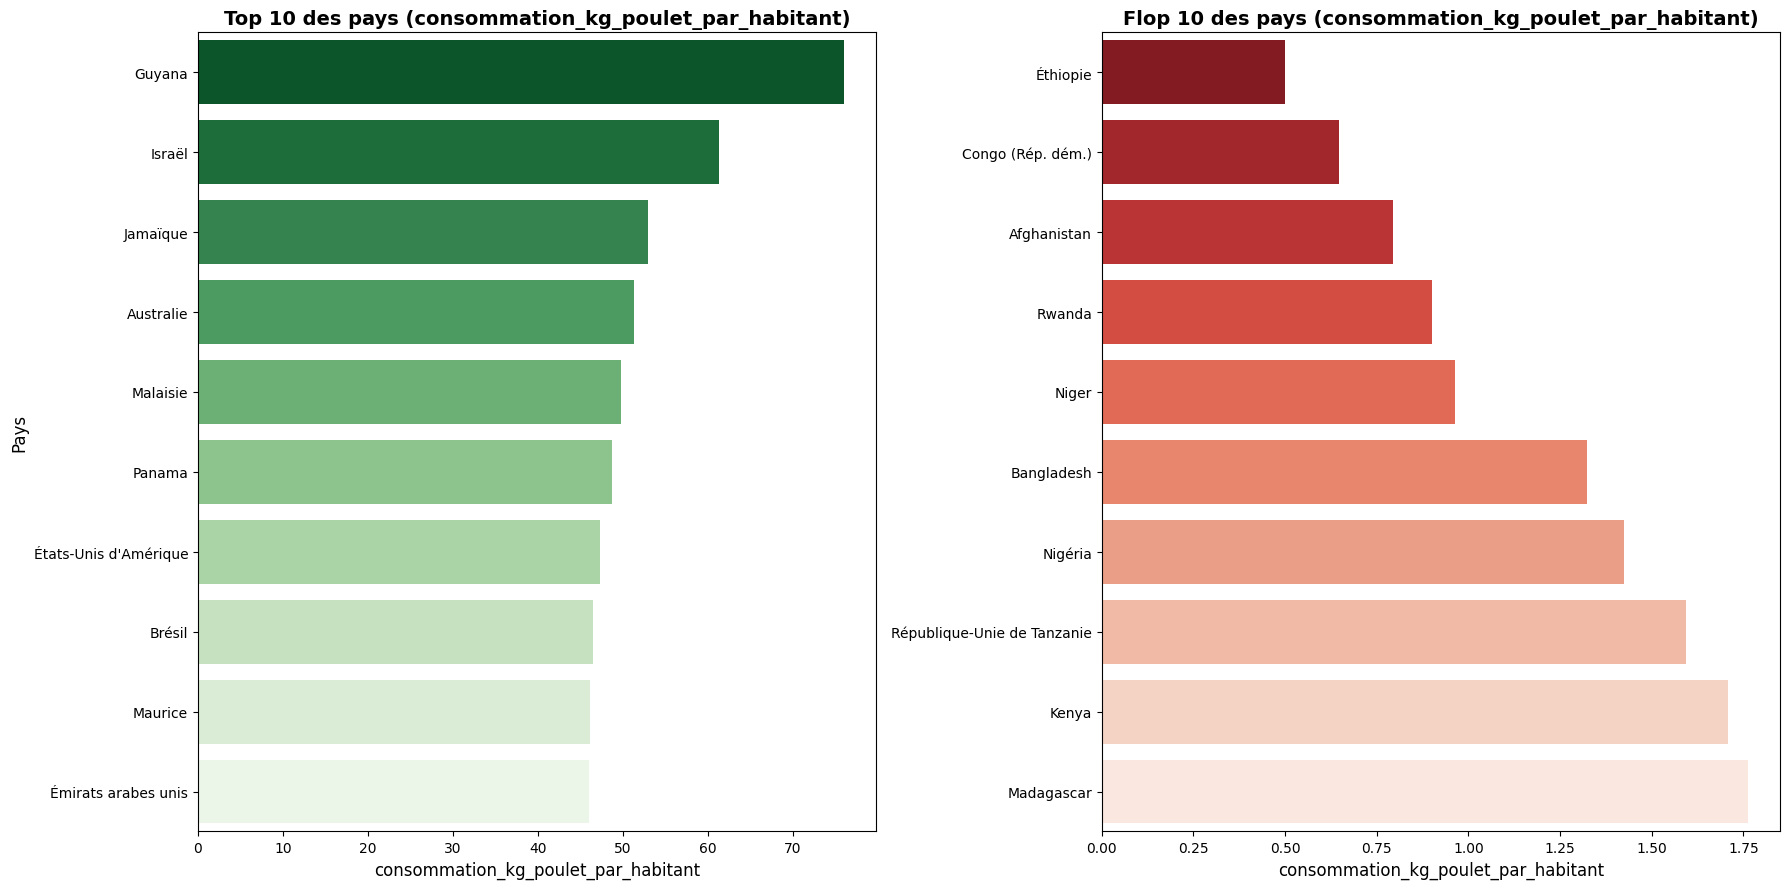 Top 10 des pays (consommation_kg_poulet_par_habitant)
Pays
Guyana
Israël
Jamaïque
Australie
Malaisie
Panama
États-Unis d'Amérique
Brésil
Maurice
Émirats arabes unis
0 10 20 30 40 50 60 70
consommation_kg_poulet_par_habitant
Flop 10 des pays (consommation_kg_poulet_par_habitant)
Éthiopie
Congo (Rép. dém.)
Afghanistan
Rwanda
Niger
Bangladesh
Nigéria
République-Unie de Tanzanie
Kenya
Madagascar
0.00 0.25 0.50 0.75 1.00 1.25 1.50 1.75
consommation_kg_poulet_par_habitant